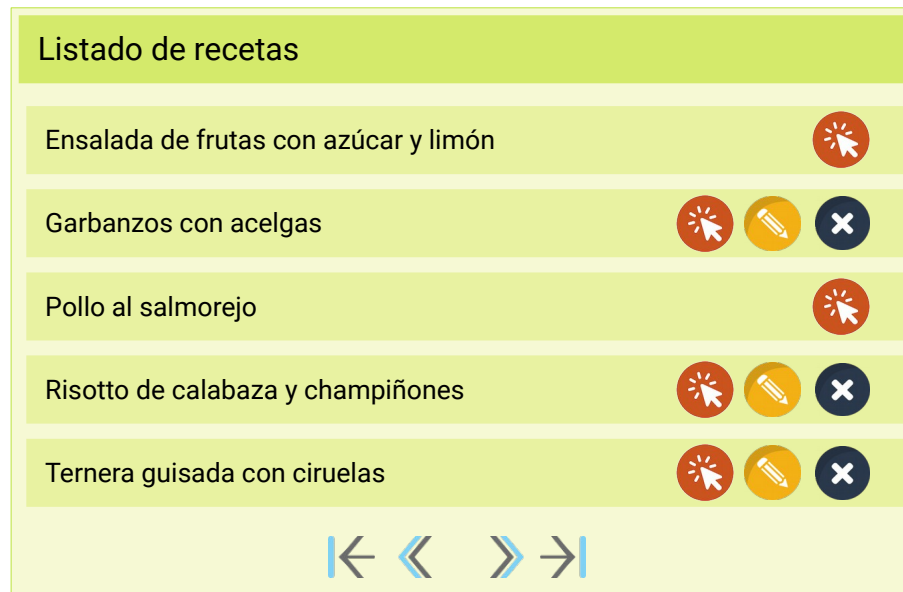 Listado de recetas
Ensalada de frutas con azúcar y limón
Garbanzos con acelgas
Pollo al salmorejo
Risotto de calabaza y champiñones
Ternera guisada con ciruelas